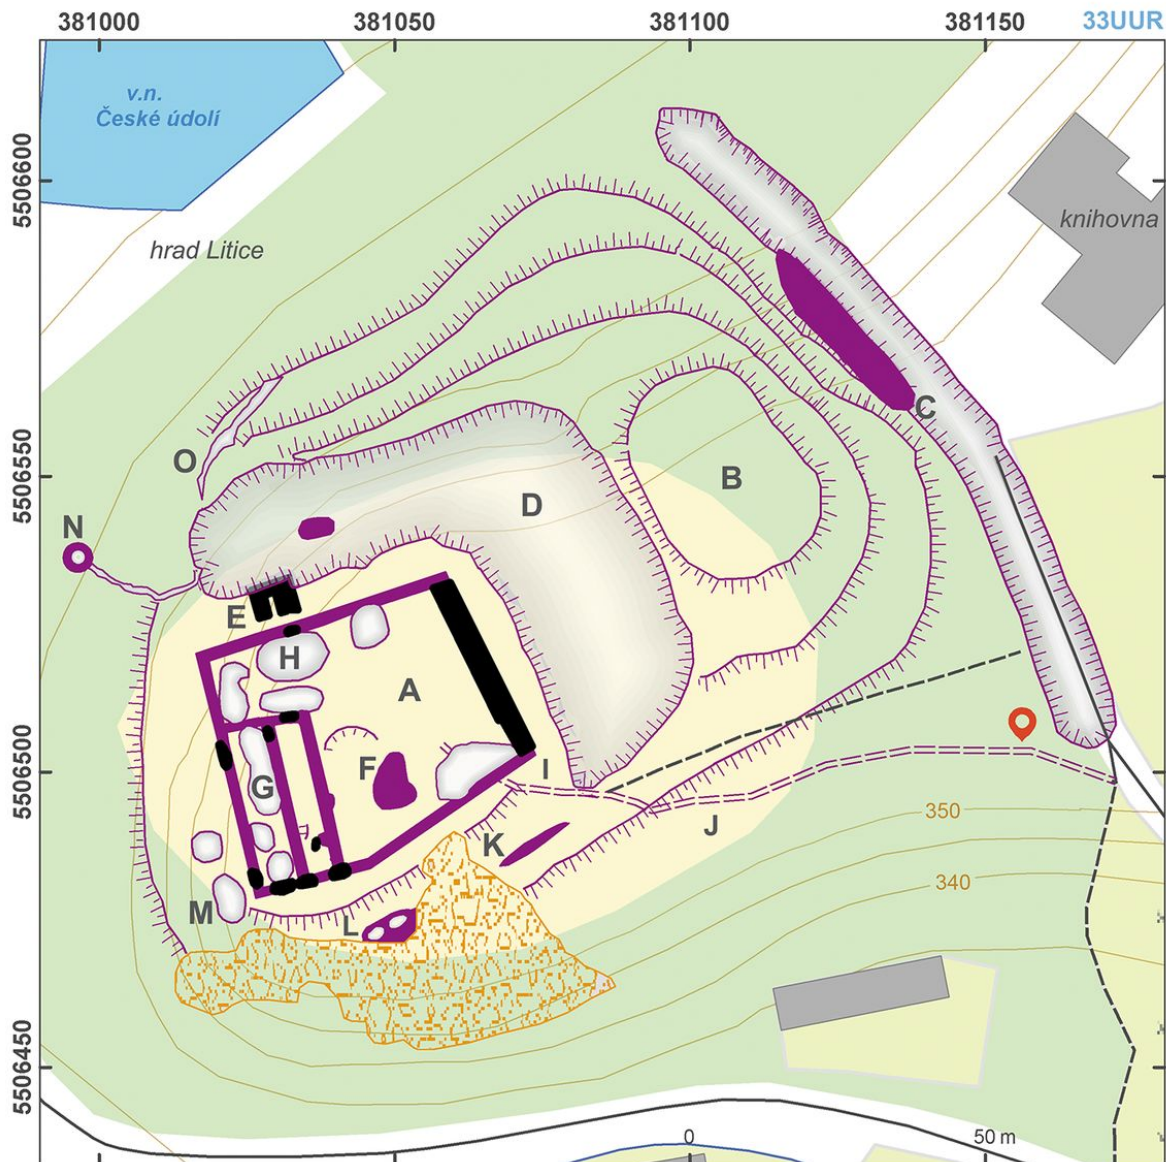 381000 381050 381100 381150 33UUR
5506600
5506550
5506500
5506450
v.n.
České údolí
hrad Litice
knihovna
C
B
O
D
N
E
H
A
F
G
I
J
K
350
340
M
L
0 50 m